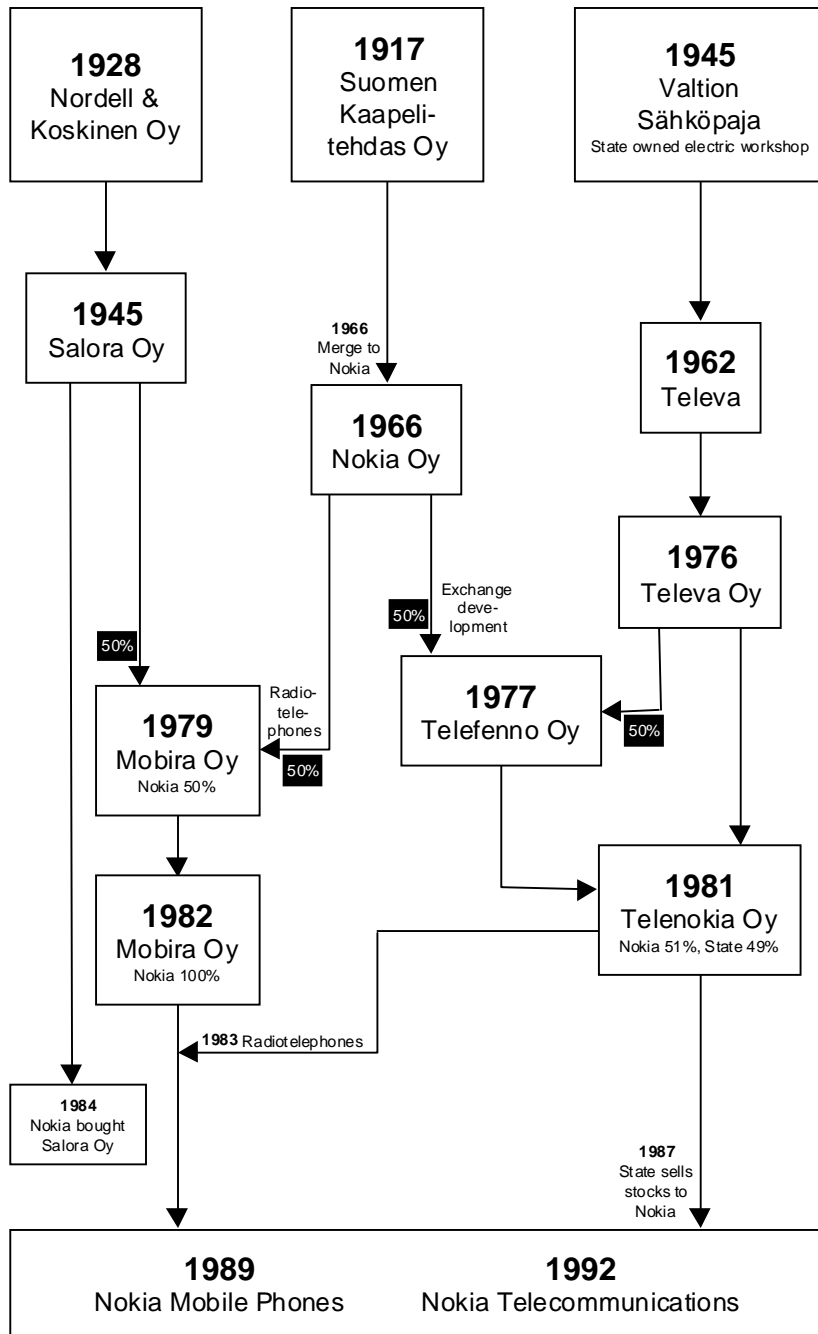 1928
Nordell &
Koskinen Oy
1917
Suomen
Kaapeli-
tehdas Oy
1945
Valtion
Sähköpaja
State owned electric workshop
1945
Salora Oy
1966
Merge to
Nokia
1966
Nokia Oy
1962
Televa
1976
Televa Oy
50%
50%
Exchange
deve-
lopment
1979
Mobira Oy
Nokia 50%
Radio-
tele-
phones
50%
1977
Telefenno Oy
50%
1982
Mobira Oy
Nokia 100%
1981
Telenokia Oy
Nokia 51%, State 49%
1983 Radiotelephones
1984
Nokia bought
Salora Oy
1987
State sells
stocks to
Nokia
1989
Nokia Mobile Phones
1992
Nokia Telecommunications